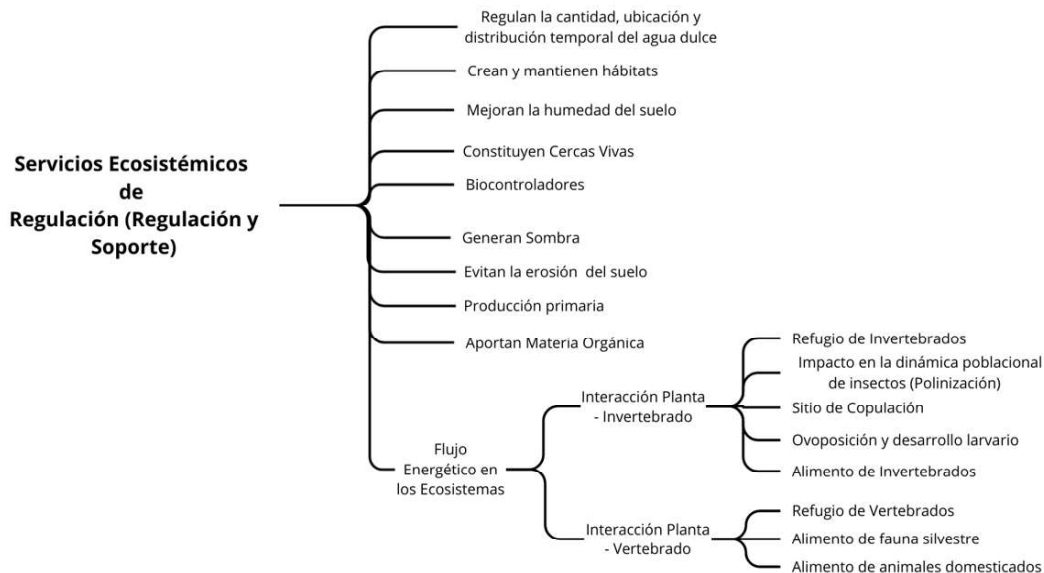 Servicios Ecosistémicos
de
Regulación (Regulación y
Soporte)
Regulan la cantidad, ubicación y
distribución temporal del agua dulce
Crean y mantienen hábitats
Mejoran la humedad del suelo
Constituyen Cercas Vivas
Biocontroladores
Generan Sombra
Evitan la erosión del suelo
Producción primaria
Aportan Materia Orgánica
Flujo
Energético en
los Ecosistemas
Interacción Planta
- Invertebrado
Refugio de Invertebrados
Impacto en la dinámica poblacional
de insectos (Polinización)
Sitio de Copulación
Ovoposición y desarrollo larvario
Alimento de Invertebrados
Interacción Planta
- Vertebrado
Refugio de Vertebrados
Alimento de fauna silvestre
Alimento de animales domesticados